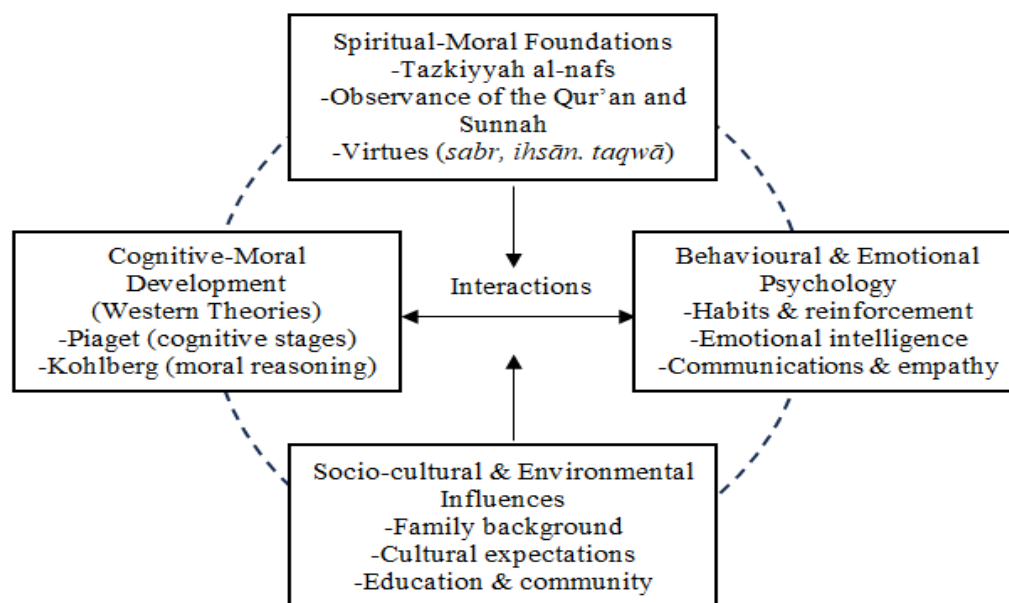 Spiritual-Moral Foundations
-Tazkiyyah al-nafs
-Observance of the Qur’an and
Sunnah
-Virtues (sabr, ihsān. taqwā)
Cognitive-Moral
Development
(Western Theories)
-Piaget (cognitive stages)
-Kohlberg (moral reasoning)
Interactions
Behavioural & Emotional
Psychology
-Habits & reinforcement
-Emotional intelligence
-Communications & empathy
Socio-cultural & Environmental
Influences
-Family background
-Cultural expectations
-Education & community